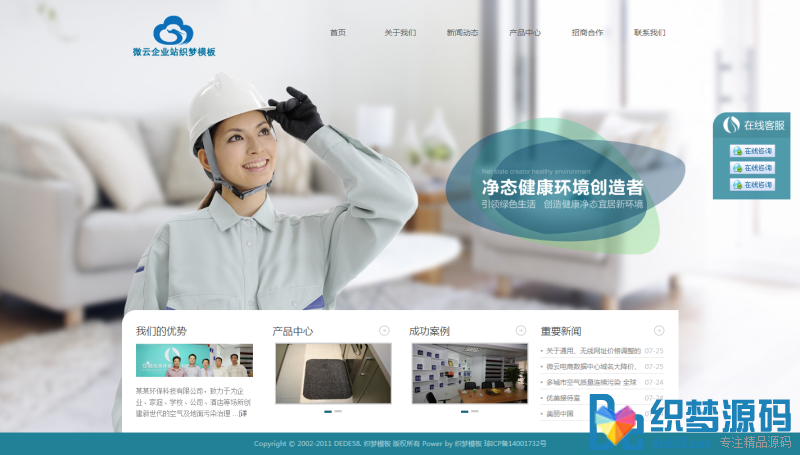 微云企业站织梦模板
首页 关于我们 新闻动态 产品中心 招商合作 联系我们
在线客服
在线咨询
在线咨询
在线咨询
Net state creator healthy environment
净态健康环境创造者
引领绿色生活 创造健康净态宜居新环境
我们的优势
某某环保科技有限公司，致力于为企
业、家庭、学校、公司、酒店等场所创
建新世代的空气及地面污染治理 ...[详
产品中心
成功案例
重要新闻
关于通用、无线网址价格调整的 07-25
微云电商数据中心域名大降价， 07-25
多城市空气质量连续污染 全球 07-24
优美接待室
美丽中国
织梦源码
专注精品源码
Copyright © 2002-2011 DEDE58. 织梦模板 版权所有 Power by 织梦模板 琼ICP备14001732号